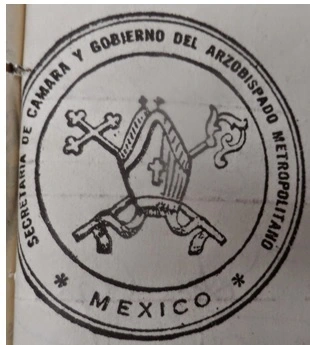 SECRETARIA DE CAMARA Y GOBIERNO DEL ARZOBISPADO METROPOLITANO
* MEXICO *